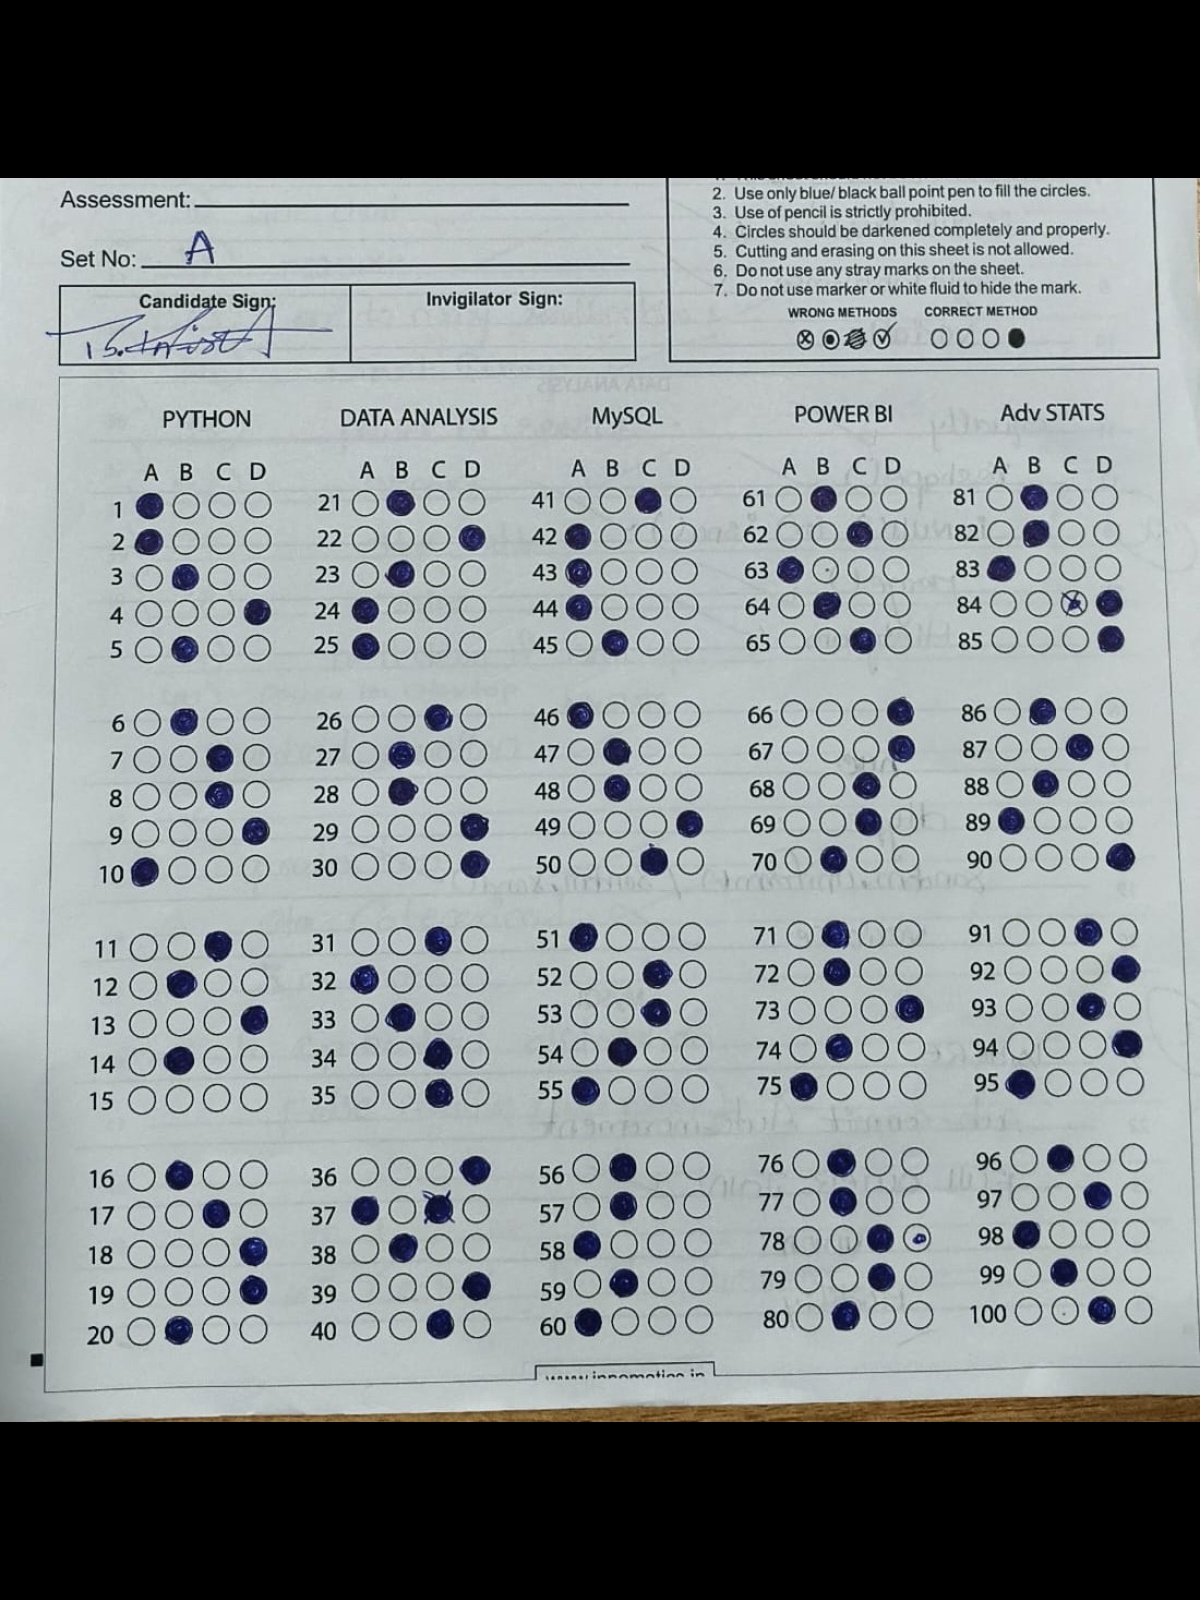 Assessment:
Set No: A
Candidate Sign:
Invigilator Sign:
2. Use only blue/ black ball point pen to fill the circles.
3. Use of pencil is strictly prohibited.
4. Circles should be darkened completely and properly.
5. Cutting and erasing on this sheet is not allowed.
6. Do not use any stray marks on the sheet.
7. Do not use marker or white fluid to hide the mark.
WRONG METHODS CORRECT METHOD
PYTHON DATA ANALYSIS MySQL POWER BI Adv STATS
A B C D A B C D A B C D A B C D A B C D
1 21 41 61 81
2 22 42 62 82
3 23 43 63 83
4 24 44 64 84
5 25 45 65 85
6 26 46 66 86
7 27 47 67 87
8 28 48 68 88
9 29 49 69 89
10 30 50 70 90
11 31 51 71 91
12 32 52 72 92
13 33 53 73 93
14 34 54 74 94
15 35 55 75 95
16 36 56 76 96
17 37 57 77 97
18 38 58 78 98
19 39 59 79 99
20 40 60 80 100